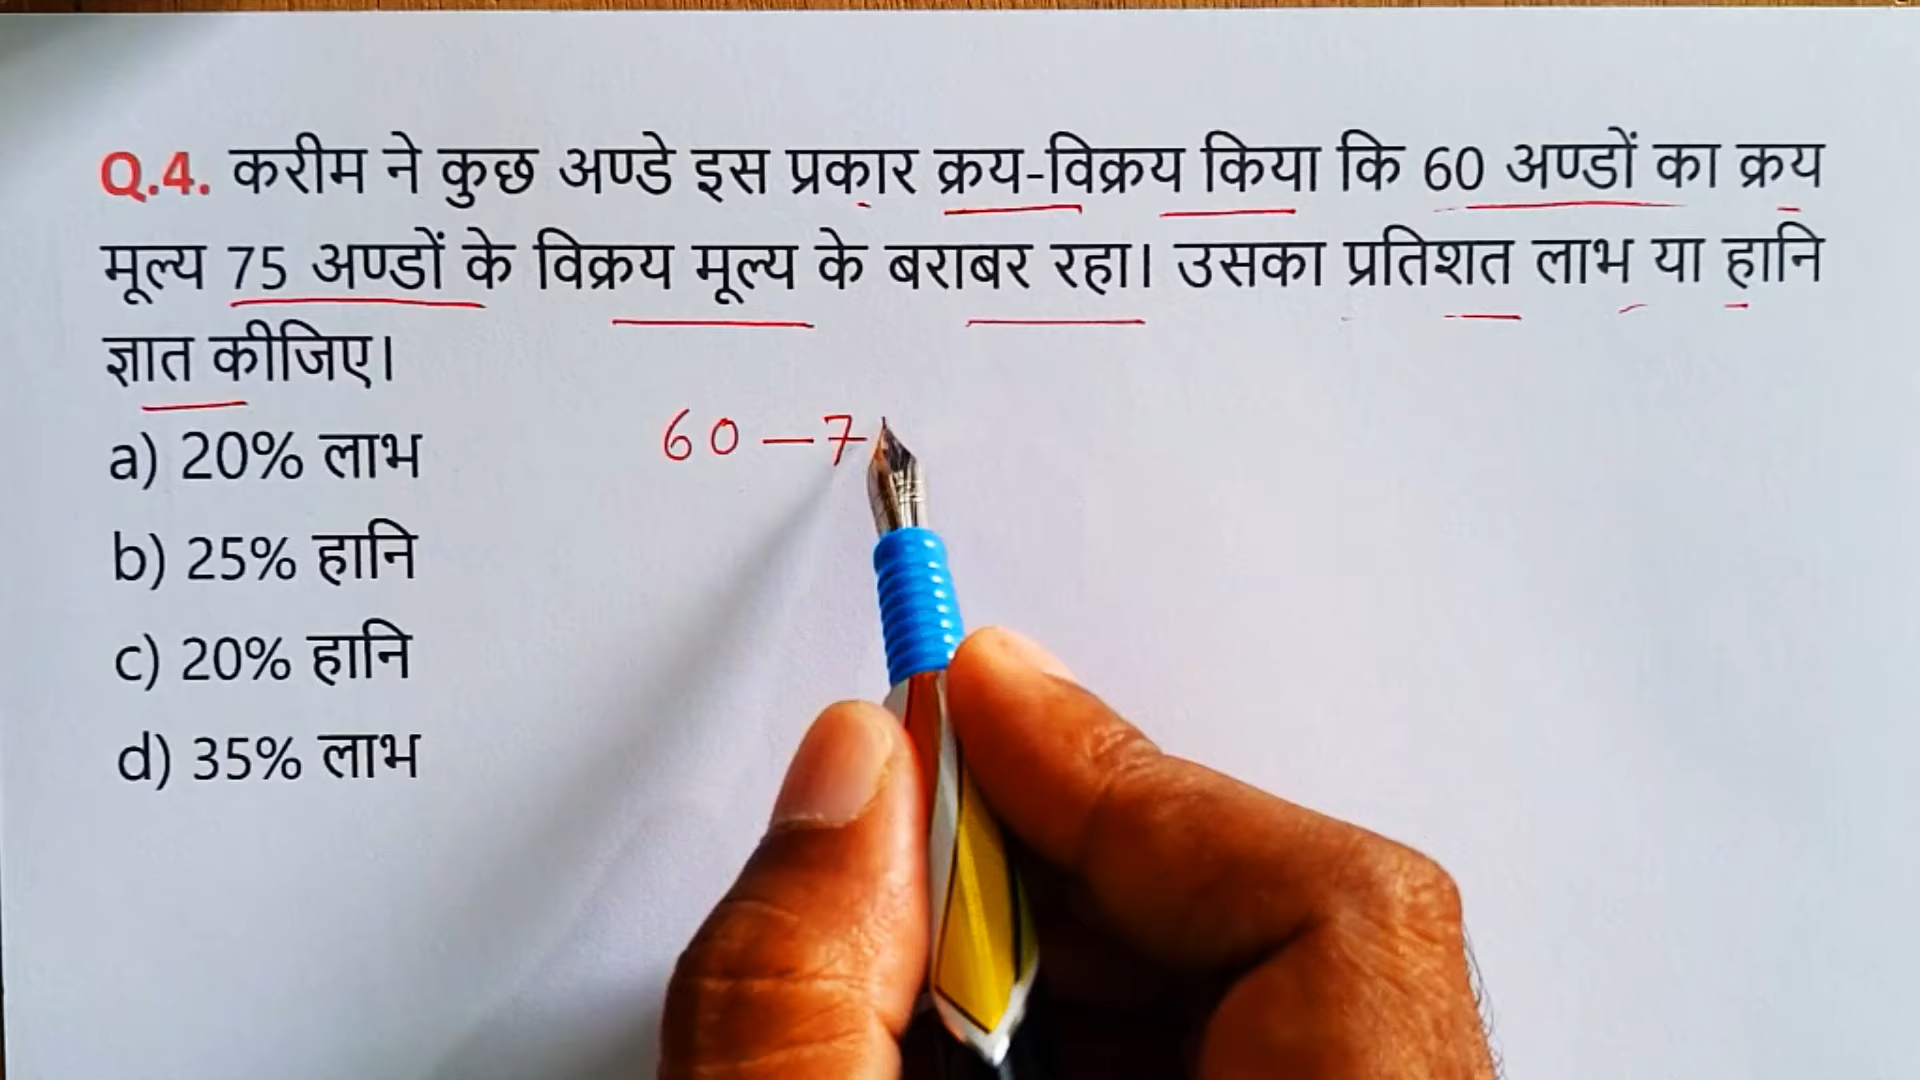 Q.4. करीम ने कुछ अण्डे इस प्रकार क्रय-विक्रय किया कि 60 अण्डों का क्रय
मूल्य 75 अण्डों के विक्रय मूल्य के बराबर रहा। उसका प्रतिशत लाभ या हानि
ज्ञात कीजिए।
60-7
a) 20% लाभ
b) 25% हानि
c) 20% हानि
d) 35% लाभ